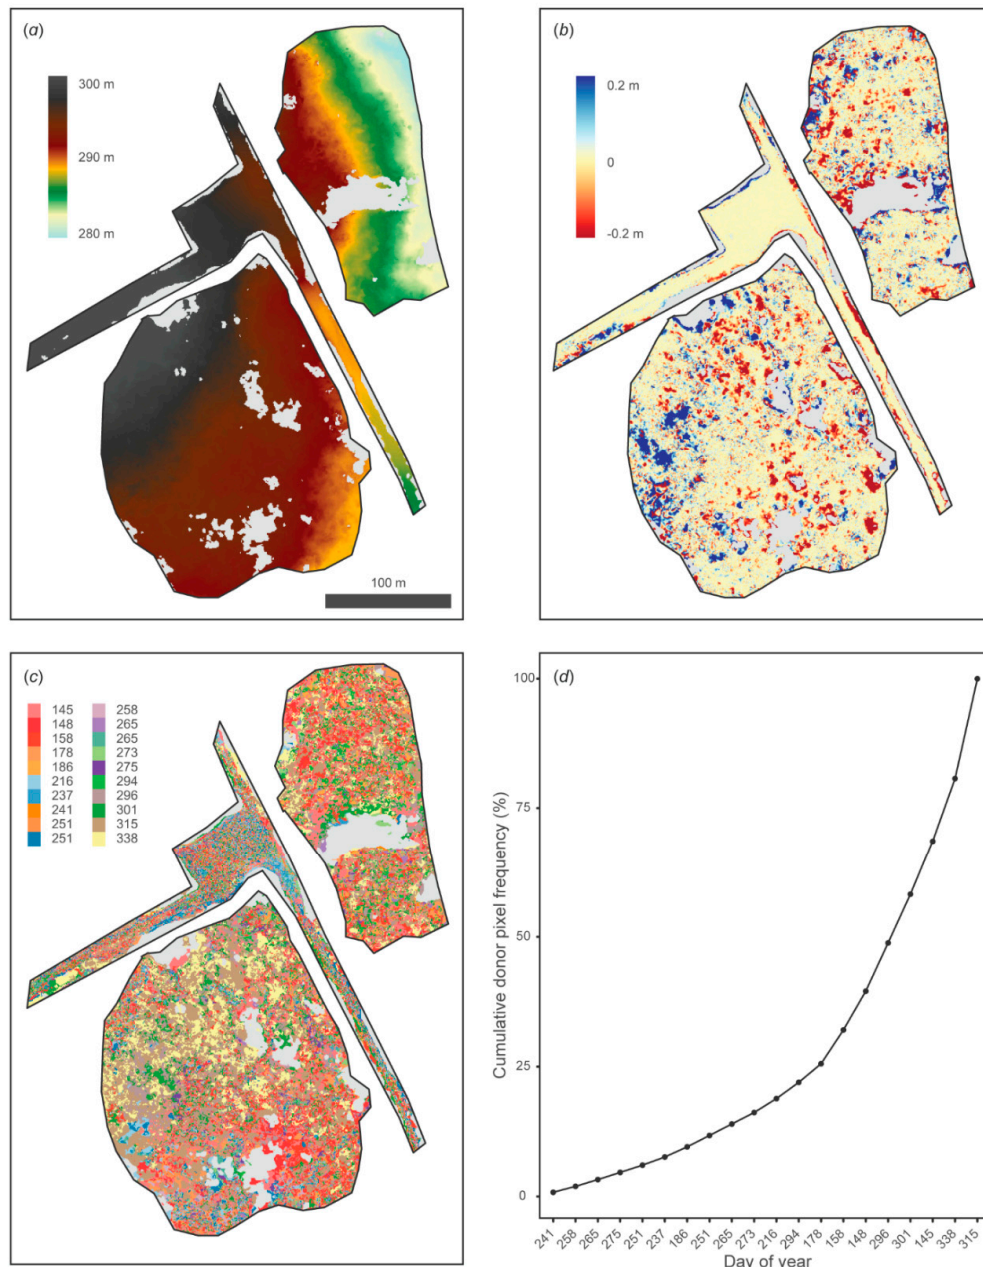 (a)
300 m
290 m
280 m
100 m
(b)
0.2 m
0
-0.2 m
(c)
145 258
148 265
158 265
178 273
186 275
216 294
237 296
241 301
251 315
251 338
(d)
100
75
50
25
0
Cumulative donor pixel frequency (%)
241 258 265 275 251 237 186 251 265 273 216 294 178 158 148 296 301 145 338 315
Day of year